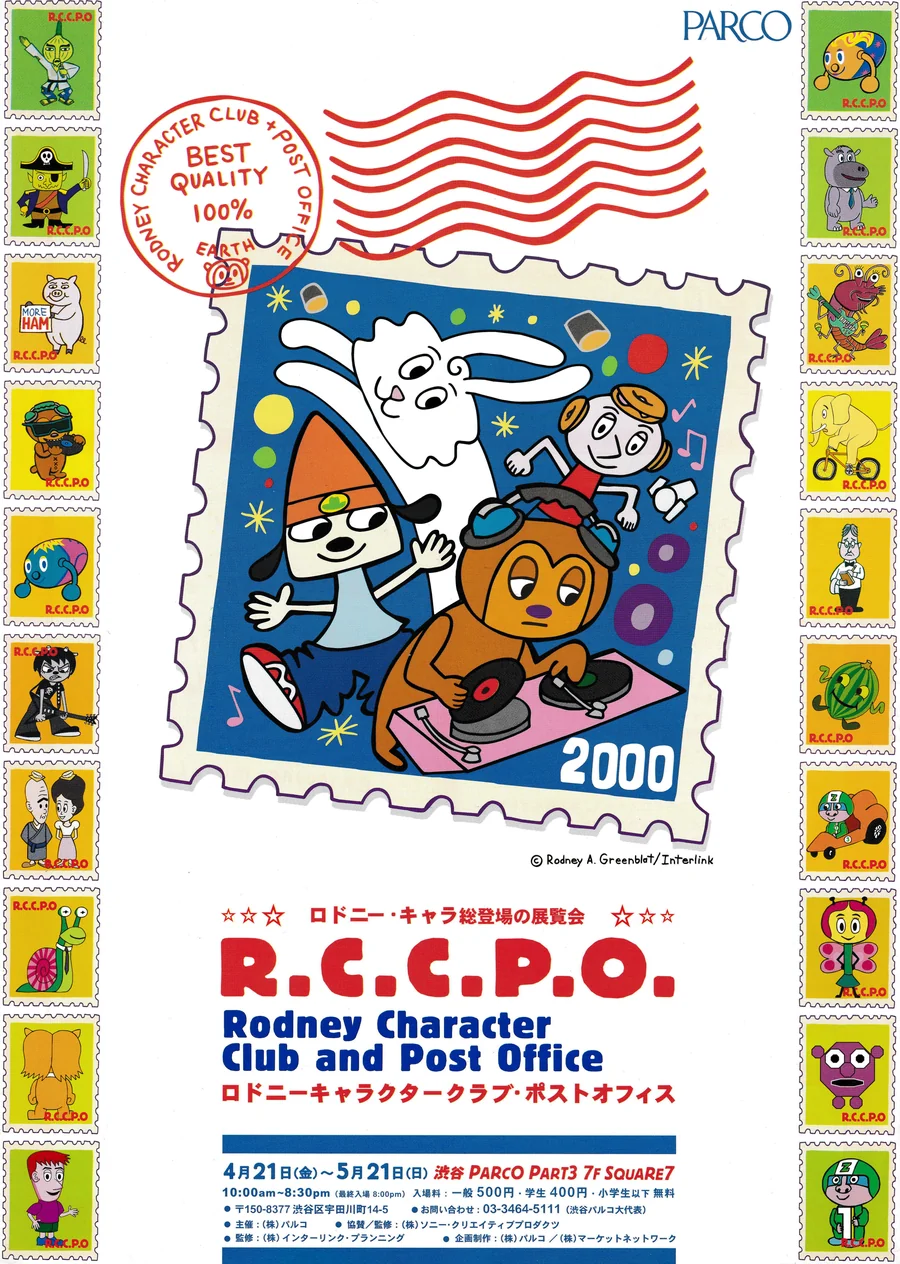 PARCO
RODNEY CHARACTER CLUB + POST OFFICE
BEST
QUALITY
100%
EARTH
R.C.C.P.O
R.C.C.P.O
R.C.C.P.O
R.C.C.P.O
MORE
HAM
R.C.C.P.O
R.C.C.P.O
R.C.C.P.O
R.C.C.P.O
R.C.C.P.O
R.C.C.P.O
R.C.C.P.O
R.C.C.P.O
R.C.C.P.O
R.C.C.P.O
2000
© Rodney A. Greenblat/Interlink
R.C.C.P.O
Z
3
R.C.C.P.O
☆☆☆ ロドニー・キャラ総登場の展覧会 ☆☆☆
R.C.C.P.O
R.C.C.P.O.
R.C.C.P.O
Rodney Character
Club and Post Office
ロドニーキャラクタークラブ・ポストオフィス
R.C.C.P.O
R.C.C.P.O
4月21日(金)～5月21日(日) 渋谷 PARCO PART3 7F SQUARE7
10:00am~8:30pm (最終入場 8:00pm) 入場料：一般 500円・学生 400円・小学生以下 無料
●〒150-8377 渋谷区宇田川町14-5 ●お問い合わせ：03-3464-5111（渋谷パルコ大代表）
●主催：(株)パルコ ●協賛／監修：(株)ソニー・クリエイティブプロダクツ
●監修：(株)インターリンク・プランニング ●企画制作：(株)パルコ／(株)マーケットネットワーク
R.C.C.P.O
Z
1
R.C.C.P.O